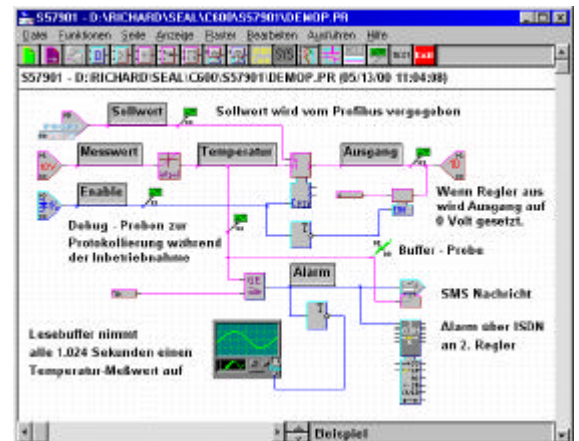 S57901 - D:\RICHARD\SEAL\C600\S57901\DEMOP.PR
Datei Funktionen Seite Anzeige Raster Bearbeiten Ausführen Hilfe
SYS TEXT Exit
S57901 - D:\RICHARD\SEAL\C600\S57901\DEMOP.PR (05/13/00 11:04:08)
Sollwert
Sollwert wird vom Profibus vorgegeben
Messwert
Temperatur
Ausgang
Enable
Wenn Regler aus
wird Ausgang auf
0 Volt gesetzt.
Debug - Proben zur
Protokollierung während
der Inbetriebnahme
Buffer - Probe
Alarm
SMS Nachricht
Lesebuffer nimmt
alle 1.024 Sekunden einen
Temperatur-Meßwert auf
Alarm über ISDN
an 2. Regler
Beispiel